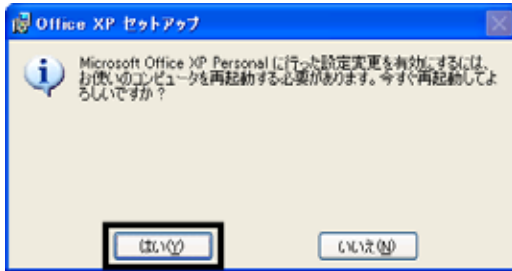 Office XP セットアップ
Microsoft Office XP Personal に行った設定変更を有効にするには、
お使いのコンピュータを再起動する必要があります。今すぐ再起動してよ
ろしいですか？
はい(Y)
いいえ(N)